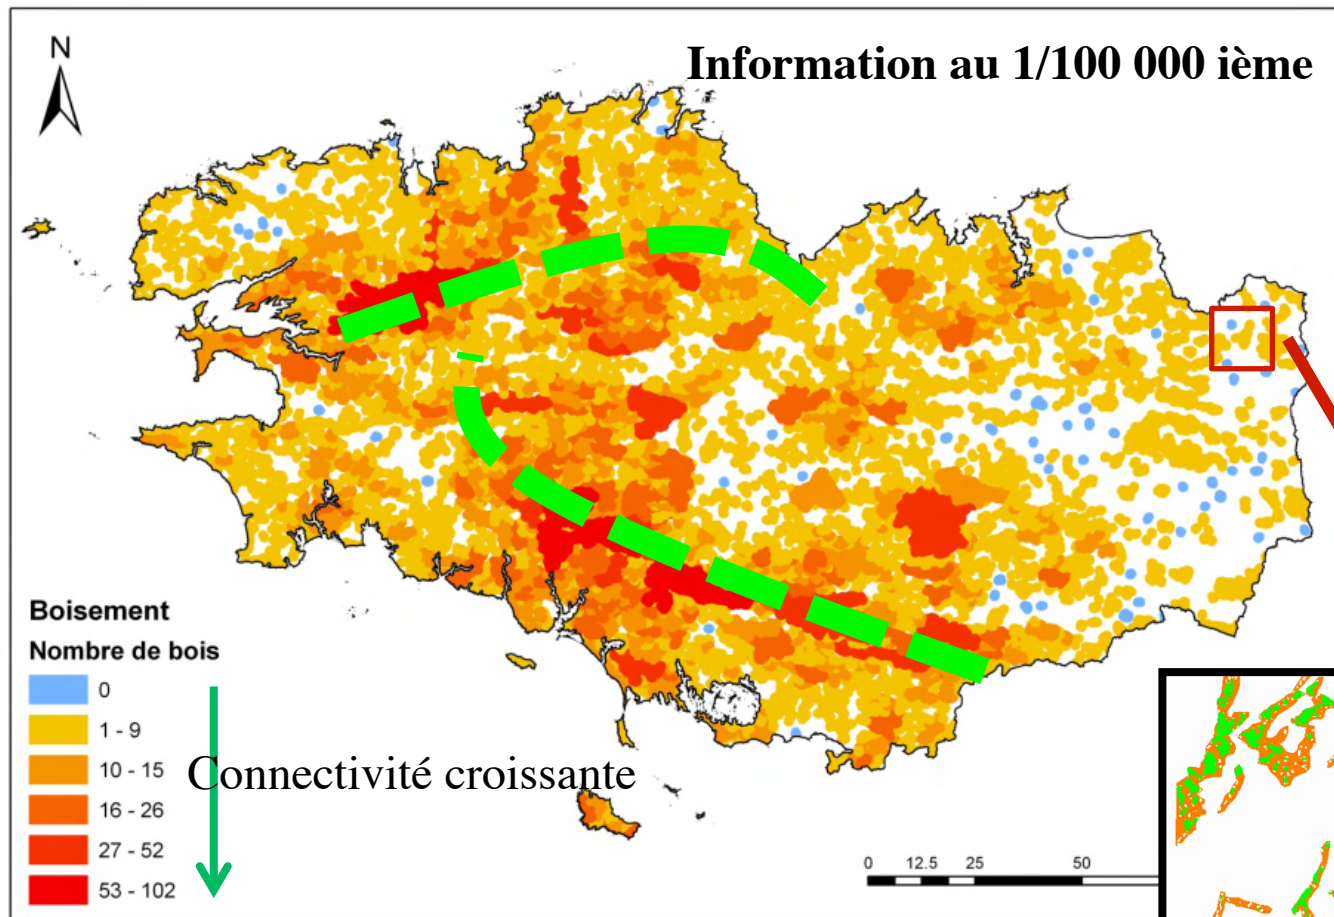 N
Information au 1/100 000 ième
Boisement
Nombre de bois
0
1 - 9
10 - 15
Connectivité croissante
16 - 26
27 - 52
53 - 102
0 12.5 25 50